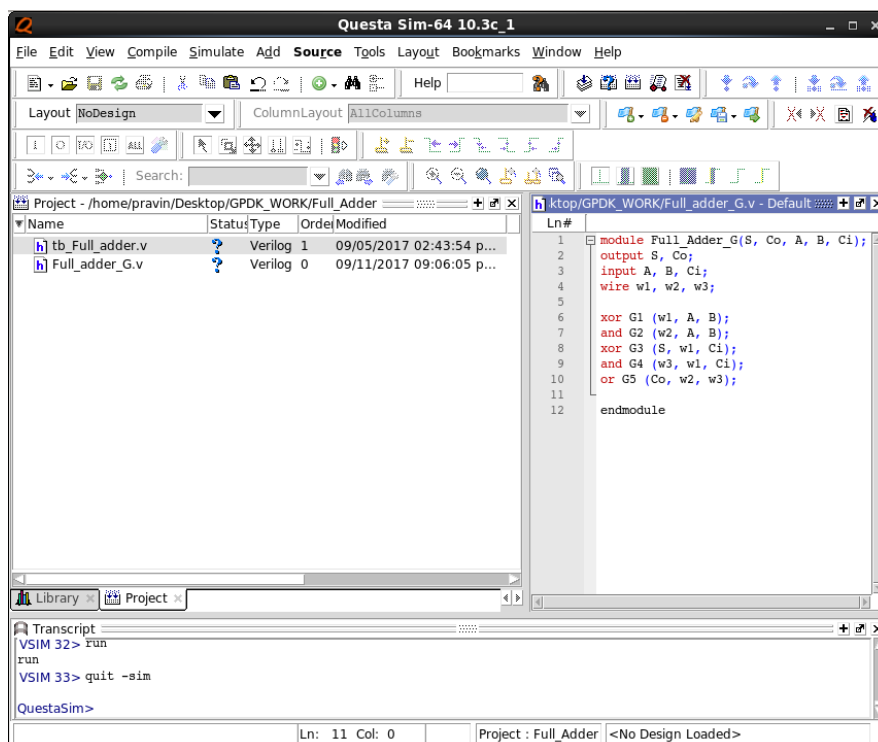 Questa Sim-64 10.3c_1
File Edit View Compile Simulate Add Source Tools Layout Bookmarks Window Help
Help
Layout NoDesign ColumnLayout AllColumns
I O I/O ALL
Search:
Project - /home/pravin/Desktop/GPDK_WORK/Full_Adder
Name Status Type Order Modified
h tb_Full_adder.v ? Verilog 1 09/05/2017 02:43:54 p...
h Full_adder_G.v ? Verilog 0 09/11/2017 09:06:05 p...
Library Project
h ktop/GPDK_WORK/Full_adder_G.v - Default
Ln#
1 module Full_Adder_G(S, Co, A, B, Ci);
2 output S, Co;
3 input A, B, Ci;
4 wire w1, w2, w3;
5
6 xor G1 (w1, A, B);
7 and G2 (w2, A, B);
8 xor G3 (S, w1, Ci);
9 and G4 (w3, w1, Ci);
10 or G5 (Co, w2, w3);
11
12 endmodule
Transcript
VSIM 32> run
run
VSIM 33> quit -sim
QuestaSim>
Ln: 11 Col: 0 Project : Full_Adder <No Design Loaded>